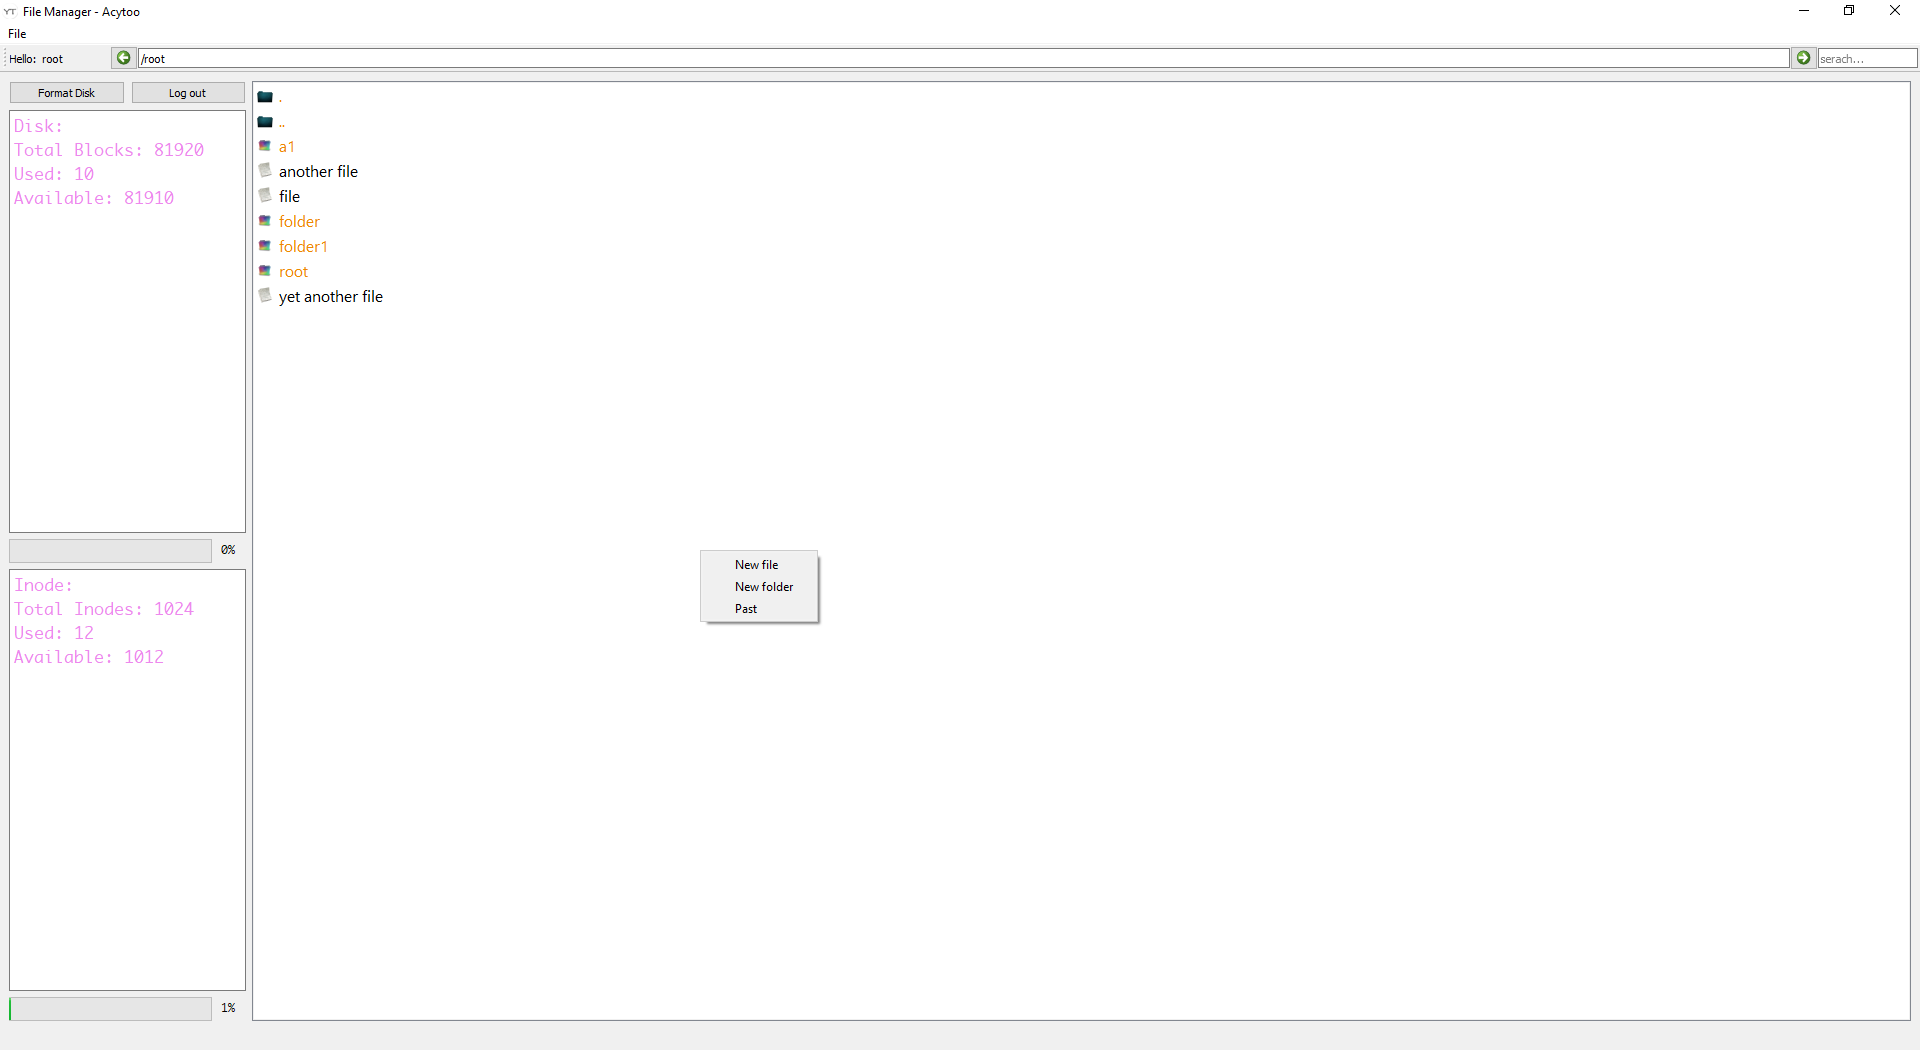 YT File Manager - Acytoo
File
Hello: root
/root
serach...
Format Disk
Log out
Disk:
Total Blocks: 81920
Used: 10
Available: 81910
0%
Inode:
Total Inodes: 1024
Used: 12
Available: 1012
1%
.
..
a1
another file
file
folder
folder1
root
yet another file
New file
New folder
Past